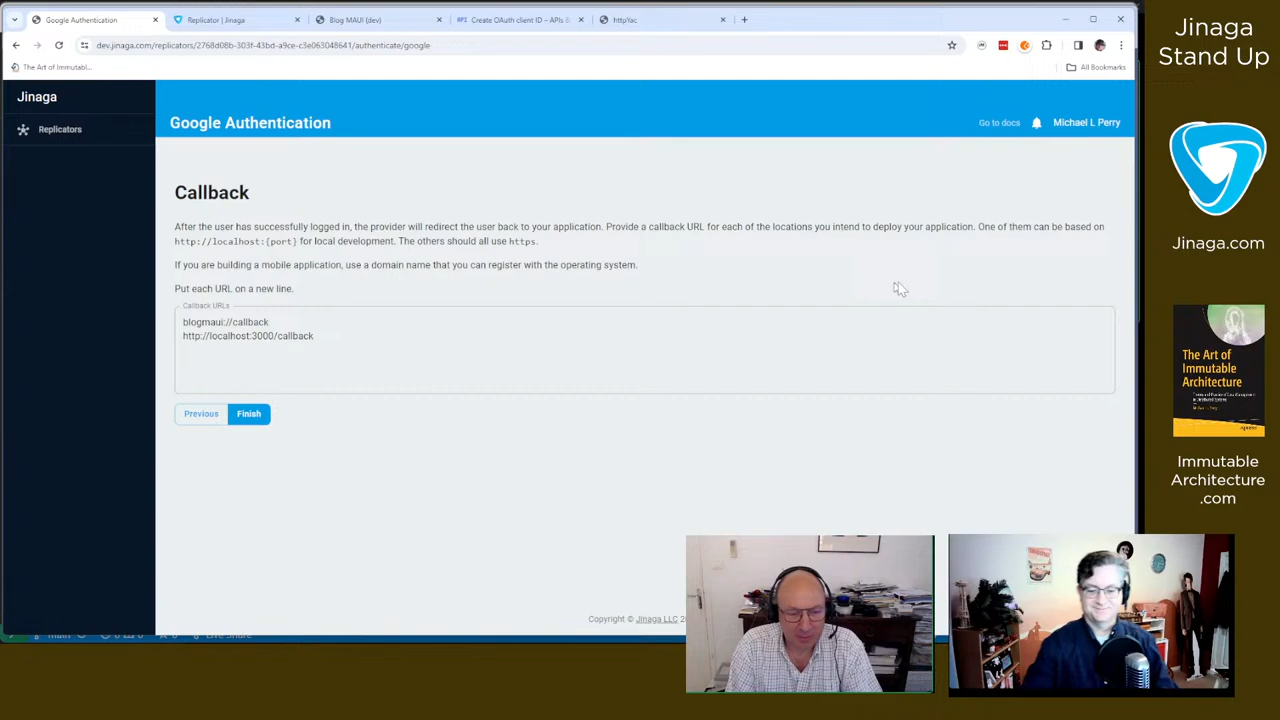 Google Authentication
Replicator | Jinaga
Blog MAUI (dev)
Create OAuth client ID – APIs &
httpYac
dev.jinaga.com/replicators/2768d08b-303f-43bd-a9ce-c3e063048641/authenticate/google
The Art of Immutabl...
All Bookmarks
Jinaga
Replicators
Google Authentication
Go to docs
Michael L Perry
Callback
After the user has successfully logged in, the provider will redirect the user back to your application. Provide a callback URL for each of the locations you intend to deploy your application. One of them can be based on
http://localhost:{port} for local development. The others should all use https.
If you are building a mobile application, use a domain name that you can register with the operating system.
Put each URL on a new line.
Callback URLs
blogmaui://callback
http://localhost:3000/callback
Previous
Finish
Copyright © Jinaga LLC
Jinaga
Stand Up
Jinaga.com
The Art of
Immutable
Architecture
Apress
Immutable
Architecture
.com